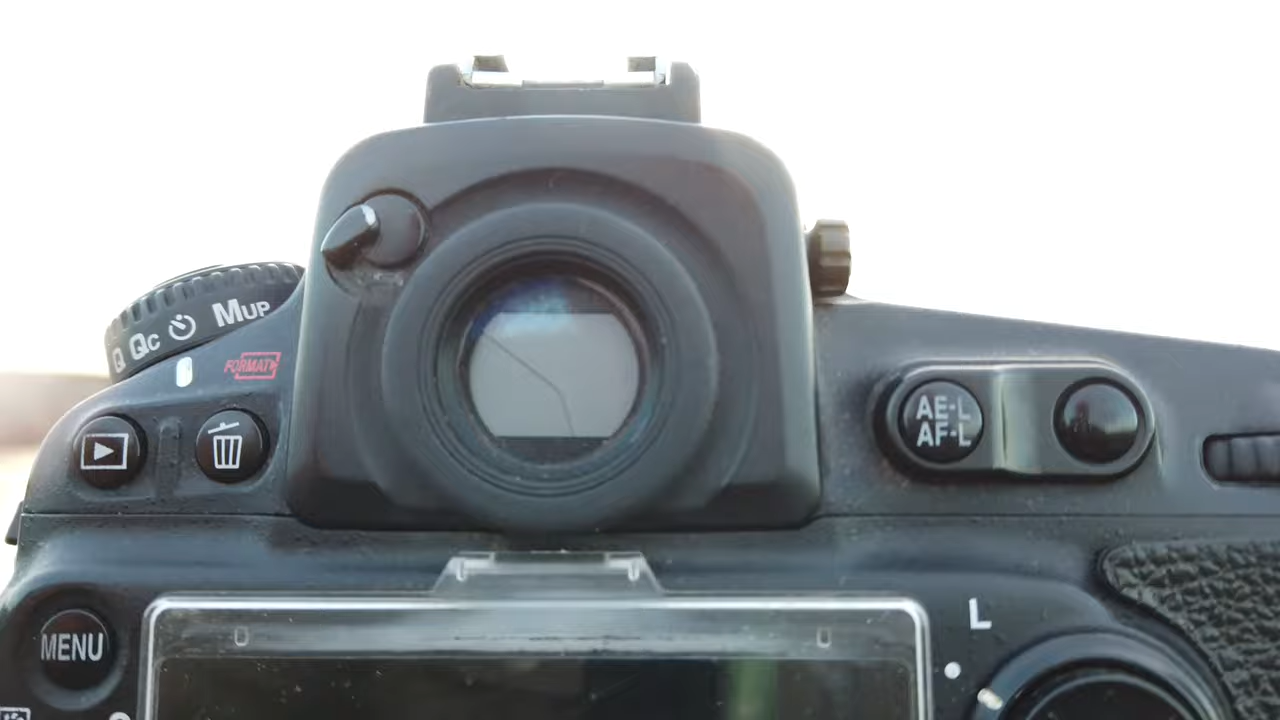 Q Qc MUP
FORMAT
AE-L
AF-L
MENU
L